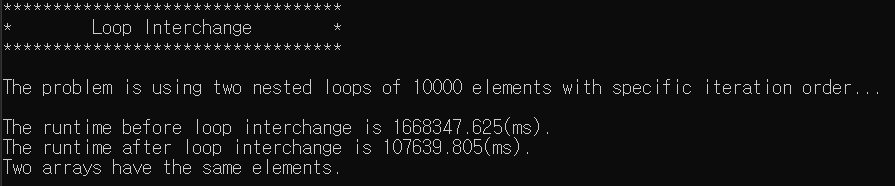 **********************************
*        Loop Interchange        *
**********************************
The problem is using two nested loops of 10000 elements with specific iteration order...
The runtime before loop interchange is 1668347.625(ms).
The runtime after loop interchange is 107639.805(ms).
Two arrays have the same elements.